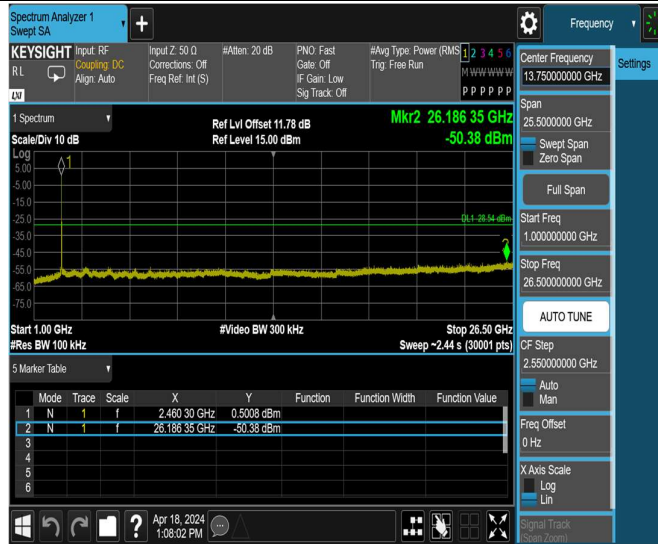 Spectrum Analyzer 1
Swept SA
Frequency
KEYSIGHT
RL
LXI
Input: RF
Coupling: DC
Align: Auto
Input Z: 50 Ω
Corrections: Off
Freq Ref: Int (S)
#Atten: 20 dB
PNO: Fast
Gate: Off
IF Gain: Low
Sig Track: Off
#Avg Type: Power (RMS
Trig: Free Run
1 2 3 4 5 6
M W W W W W
P P P P P P
Center Frequency
13.750000000 GHz
Settings
Span
25.5000000 GHz
Swept Span
Zero Span
Full Span
Start Freq
1.000000000 GHz
Stop Freq
26.500000000 GHz
AUTO TUNE
CF Step
2.550000000 GHz
Auto
Man
Freq Offset
0 Hz
X Axis Scale
Log
Lin
Signal Track
(Span Zoom)
1 Spectrum
Scale/Div 10 dB
Ref Lvl Offset 11.78 dB
Ref Level 15.00 dBm
Mkr2 26.186 35 GHz
-50.38 dBm
Log
5.00
-5.00
-15.0
-25.0
-35.0
-45.0
-55.0
-65.0
-75.0
1
DL1 -28.54 dBm
2
Start 1.00 GHz
#Video BW 300 kHz
Stop 26.50 GHz
#Res BW 100 kHz
Sweep ~2.44 s (30001 pts)
5 Marker Table
Mode Trace Scale X Y Function Function Width Function Value
1 N 1 f 2.460 30 GHz 0.5008 dBm
2 N 1 f 26.186 35 GHz -50.38 dBm
3
4
5
6
Apr 18, 2024
1:08:02 PM